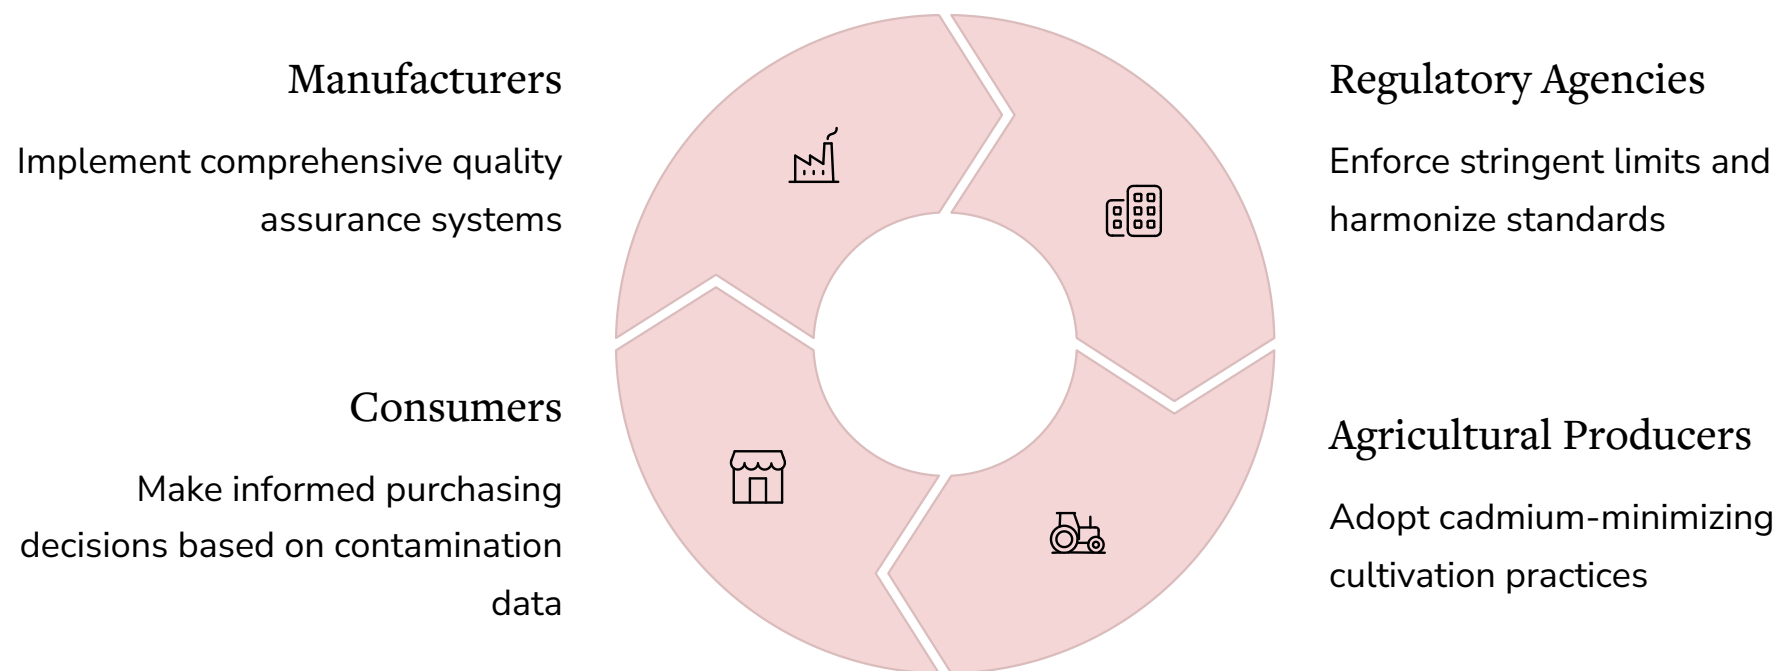 Manufacturers
Implement comprehensive quality
assurance systems
Regulatory Agencies
Enforce stringent limits and
harmonize standards
Consumers
Make informed purchasing
decisions based on contamination
data
Agricultural Producers
Adopt cadmium-minimizing
cultivation practices